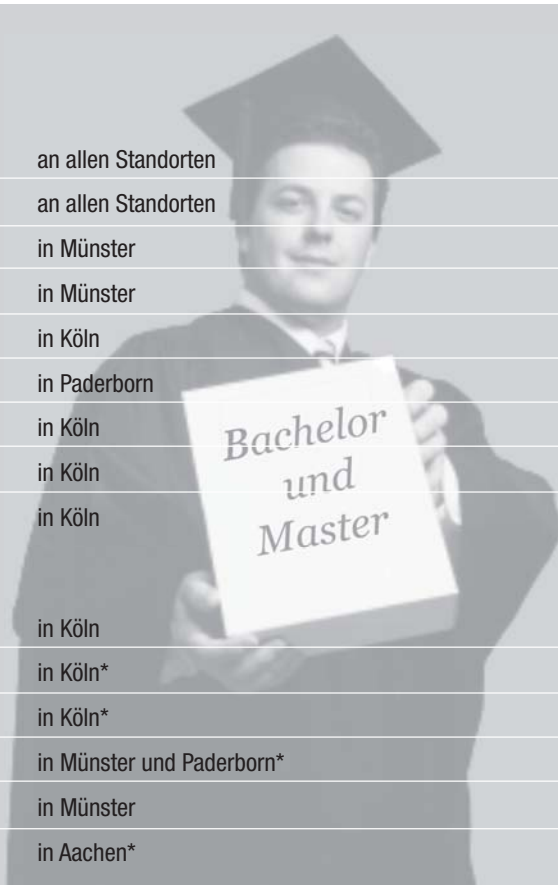 an allen Standorten
an allen Standorten
in Münster
in Münster
in Köln
in Paderborn
in Köln
in Köln
in Köln
Bachelor
und
Master
in Köln
in Köln*
in Köln*
in Münster und Paderborn*
in Münster
in Aachen*